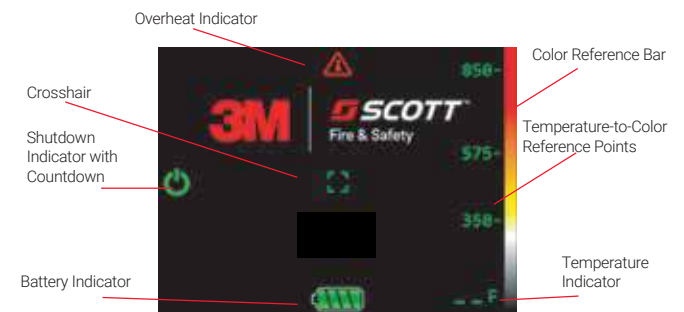 Overheat Indicator
Color Reference Bar
850-
Crosshair
3M
SCOTT™
Fire & Safety
Temperature-to-Color
Reference Points
Shutdown
Indicator with
Countdown
575-
350-
Temperature
Indicator
Battery Indicator
_ _ F